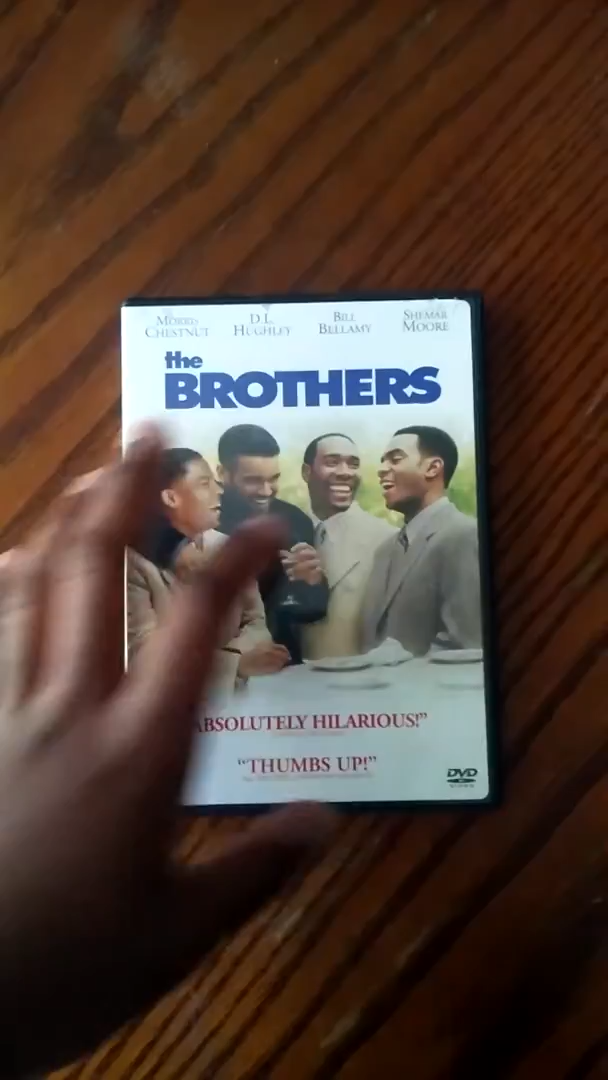 MORRIS CHESTNUT
D.L. HUGHLEY
BILL BELLAMY
SHEMAR MOORE
the
BROTHERS
ABSOLUTELY HILARIOUS!”
“THUMBS UP!”
DVD